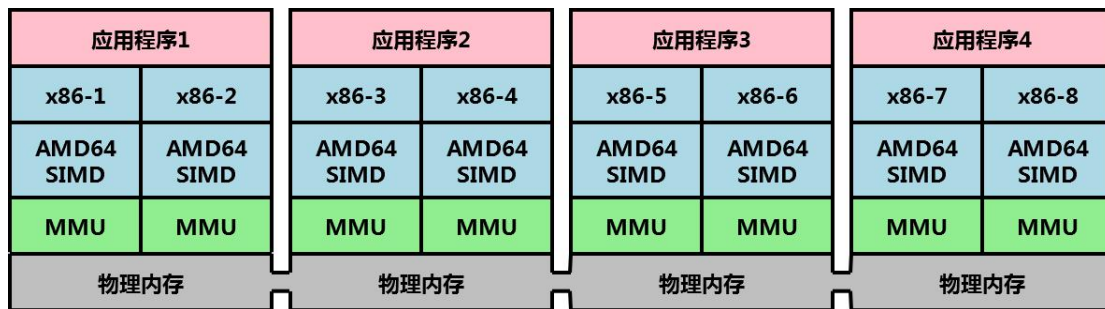 应用程序1 应用程序2 应用程序3 应用程序4
x86-1 x86-2 x86-3 x86-4 x86-5 x86-6 x86-7 x86-8
AMD64 AMD64 AMD64 AMD64 AMD64 AMD64 AMD64 AMD64
SIMD SIMD SIMD SIMD SIMD SIMD SIMD SIMD
MMU MMU MMU MMU MMU MMU MMU MMU
物理内存 物理内存 物理内存 物理内存